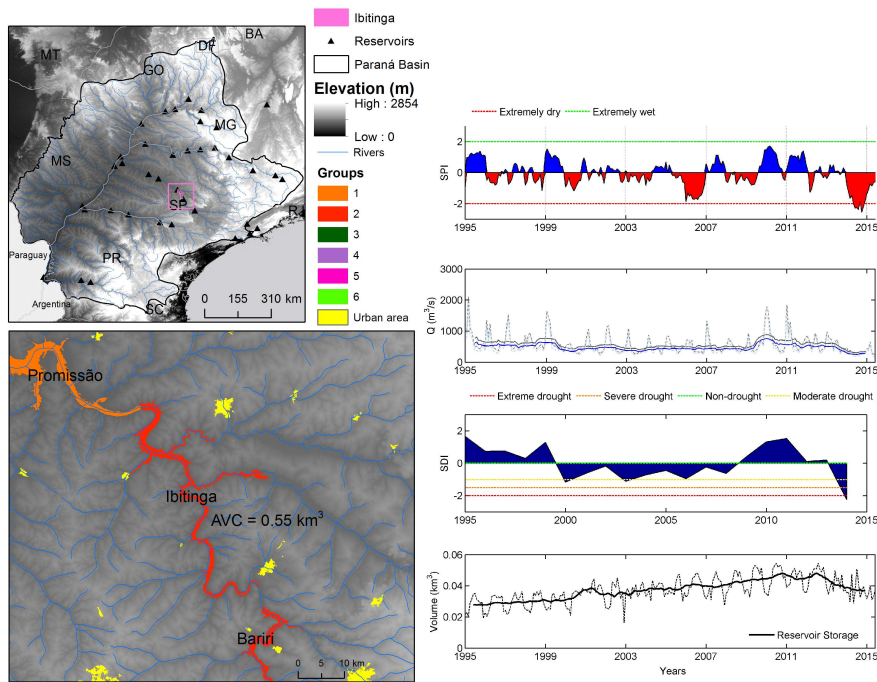 MT
DF
BA
GO
MG
MS
SP
R
PR
Paraguay
Argentina
SC
0 155 310 km
Ibitinga
Reservoirs
Paraná Basin
Elevation (m)
High : 2854
Low : 0
Rivers
Groups
1
2
3
4
5
6
Urban area
Promissão
Ibitinga
AVC = 0.55 km³
Bariri
0 5 10 km
Extremely dry
Extremely wet
SPI
2
0
-2
1995 1999 2003 2007 2011 2015
Q (m³/s)
3000
2000
1000
0
1995 1999 2003 2007 2011 2015
Extreme drought
Severe drought
Non-drought
Moderate drought
SDI
2
0
-2
1995 2000 2005 2010 2015
Volume (km³)
0.06
0.04
0.02
0
Reservoir Storage
1995 1999 2003 2007 2011 2015
Years